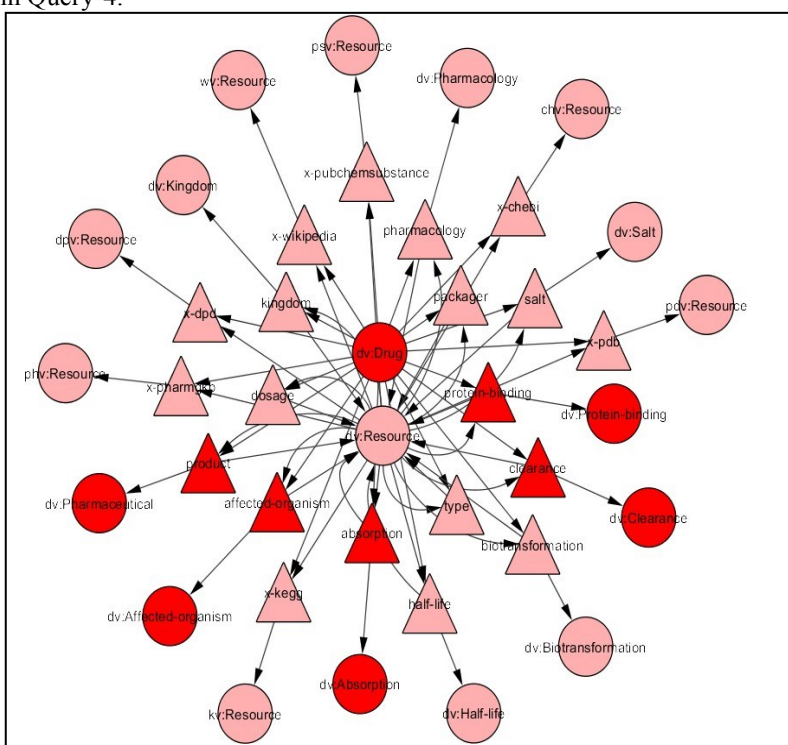 in Query 4.
psv:Resource
wv:Resource
dv:Pharmacology
chv:Resource
x-pubchemsubstance
dv:Kingdom
x-chebi
x-wikipedia
pharmacology
dv:Salt
dpv:Resource
kingdom
packager
salt
pdv:Resource
x-dpd
x-pdb
dv:Drug
phv:Resource
x-pharmgkb
dosage
protein-binding
dv:Protein-binding
dv:Resource
product
clearance
dv:Pharmaceutical
affected-organism
type
dv:Clearance
absorption
biotransformation
x-kegg
half-life
dv:Affected-organism
dv:Biotransformation
dv:Absorption
kv:Resource
dv:Half-life